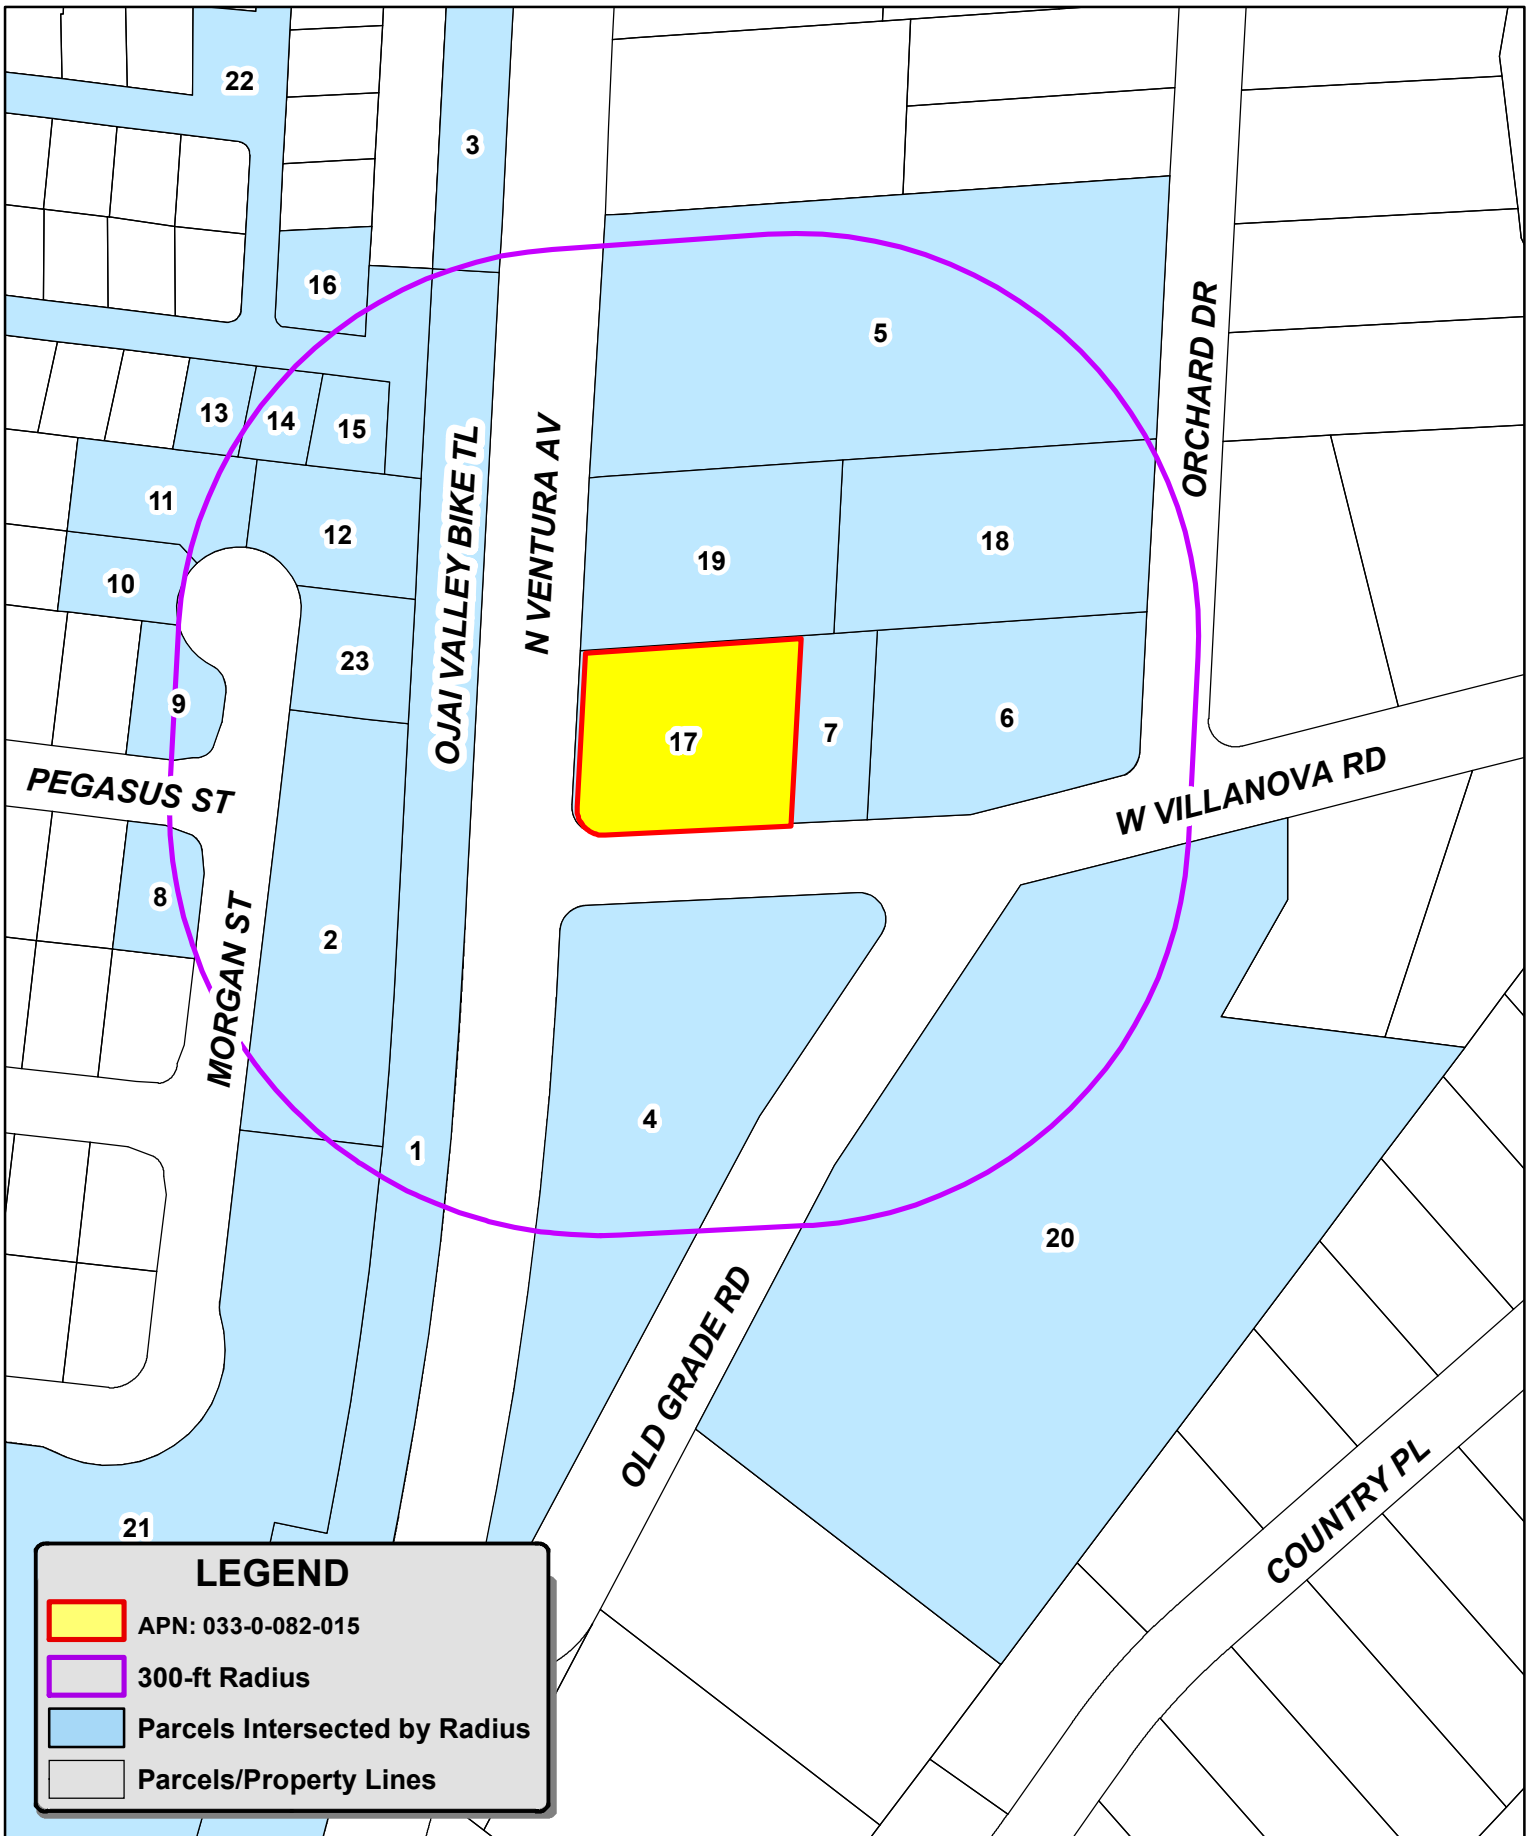 22
3
16
5
13
14
15
11
12
19
18
10
23
9
17
7
6
8
2
4
1
20
21
OJAI VALLEY BIKE TL
N VENTURA AV
ORCHARD DR
PEGASUS ST
MORGAN ST
W VILLANOVA RD
OLD GRADE RD
COUNTRY PL
LEGEND
APN: 033-0-082-015
300-ft Radius
Parcels Intersected by Radius
Parcels/Property Lines